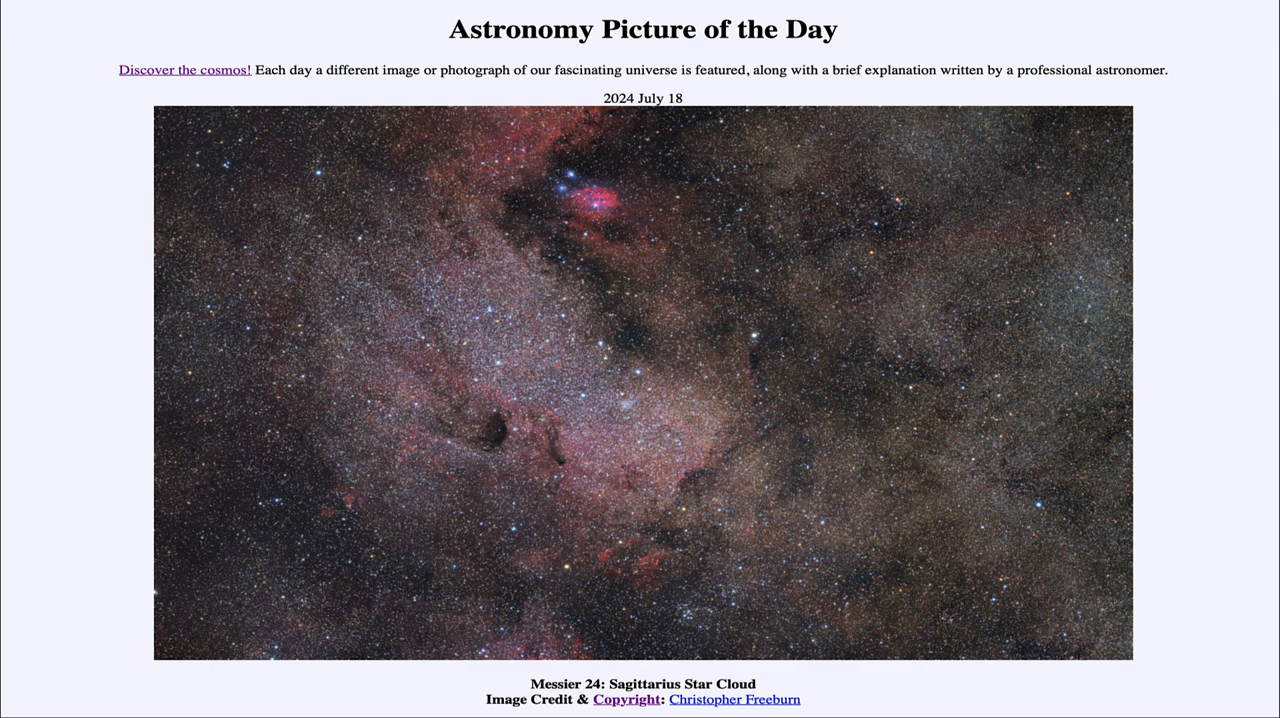 Astronomy Picture of the Day
Discover the cosmos! Each day a different image or photograph of our fascinating universe is featured, along with a brief explanation written by a professional astronomer.
2024 July 18
Messier 24: Sagittarius Star Cloud
Image Credit & Copyright: Christopher Freeburn